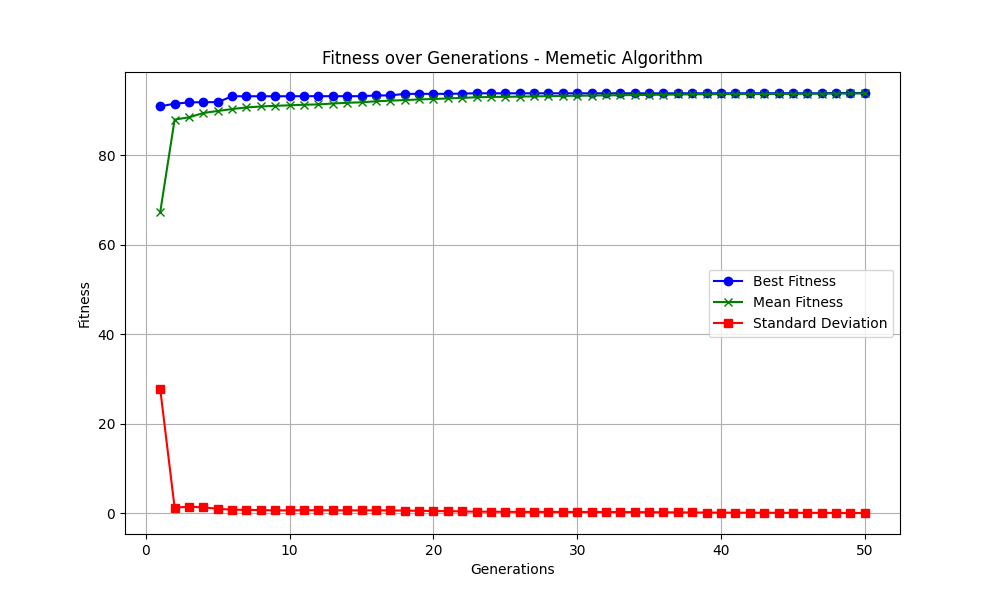 Fitness over Generations - Memetic Algorithm
Fitness
80
60
40
20
0
Best Fitness
Mean Fitness
Standard Deviation
0 10 20 30 40 50
Generations